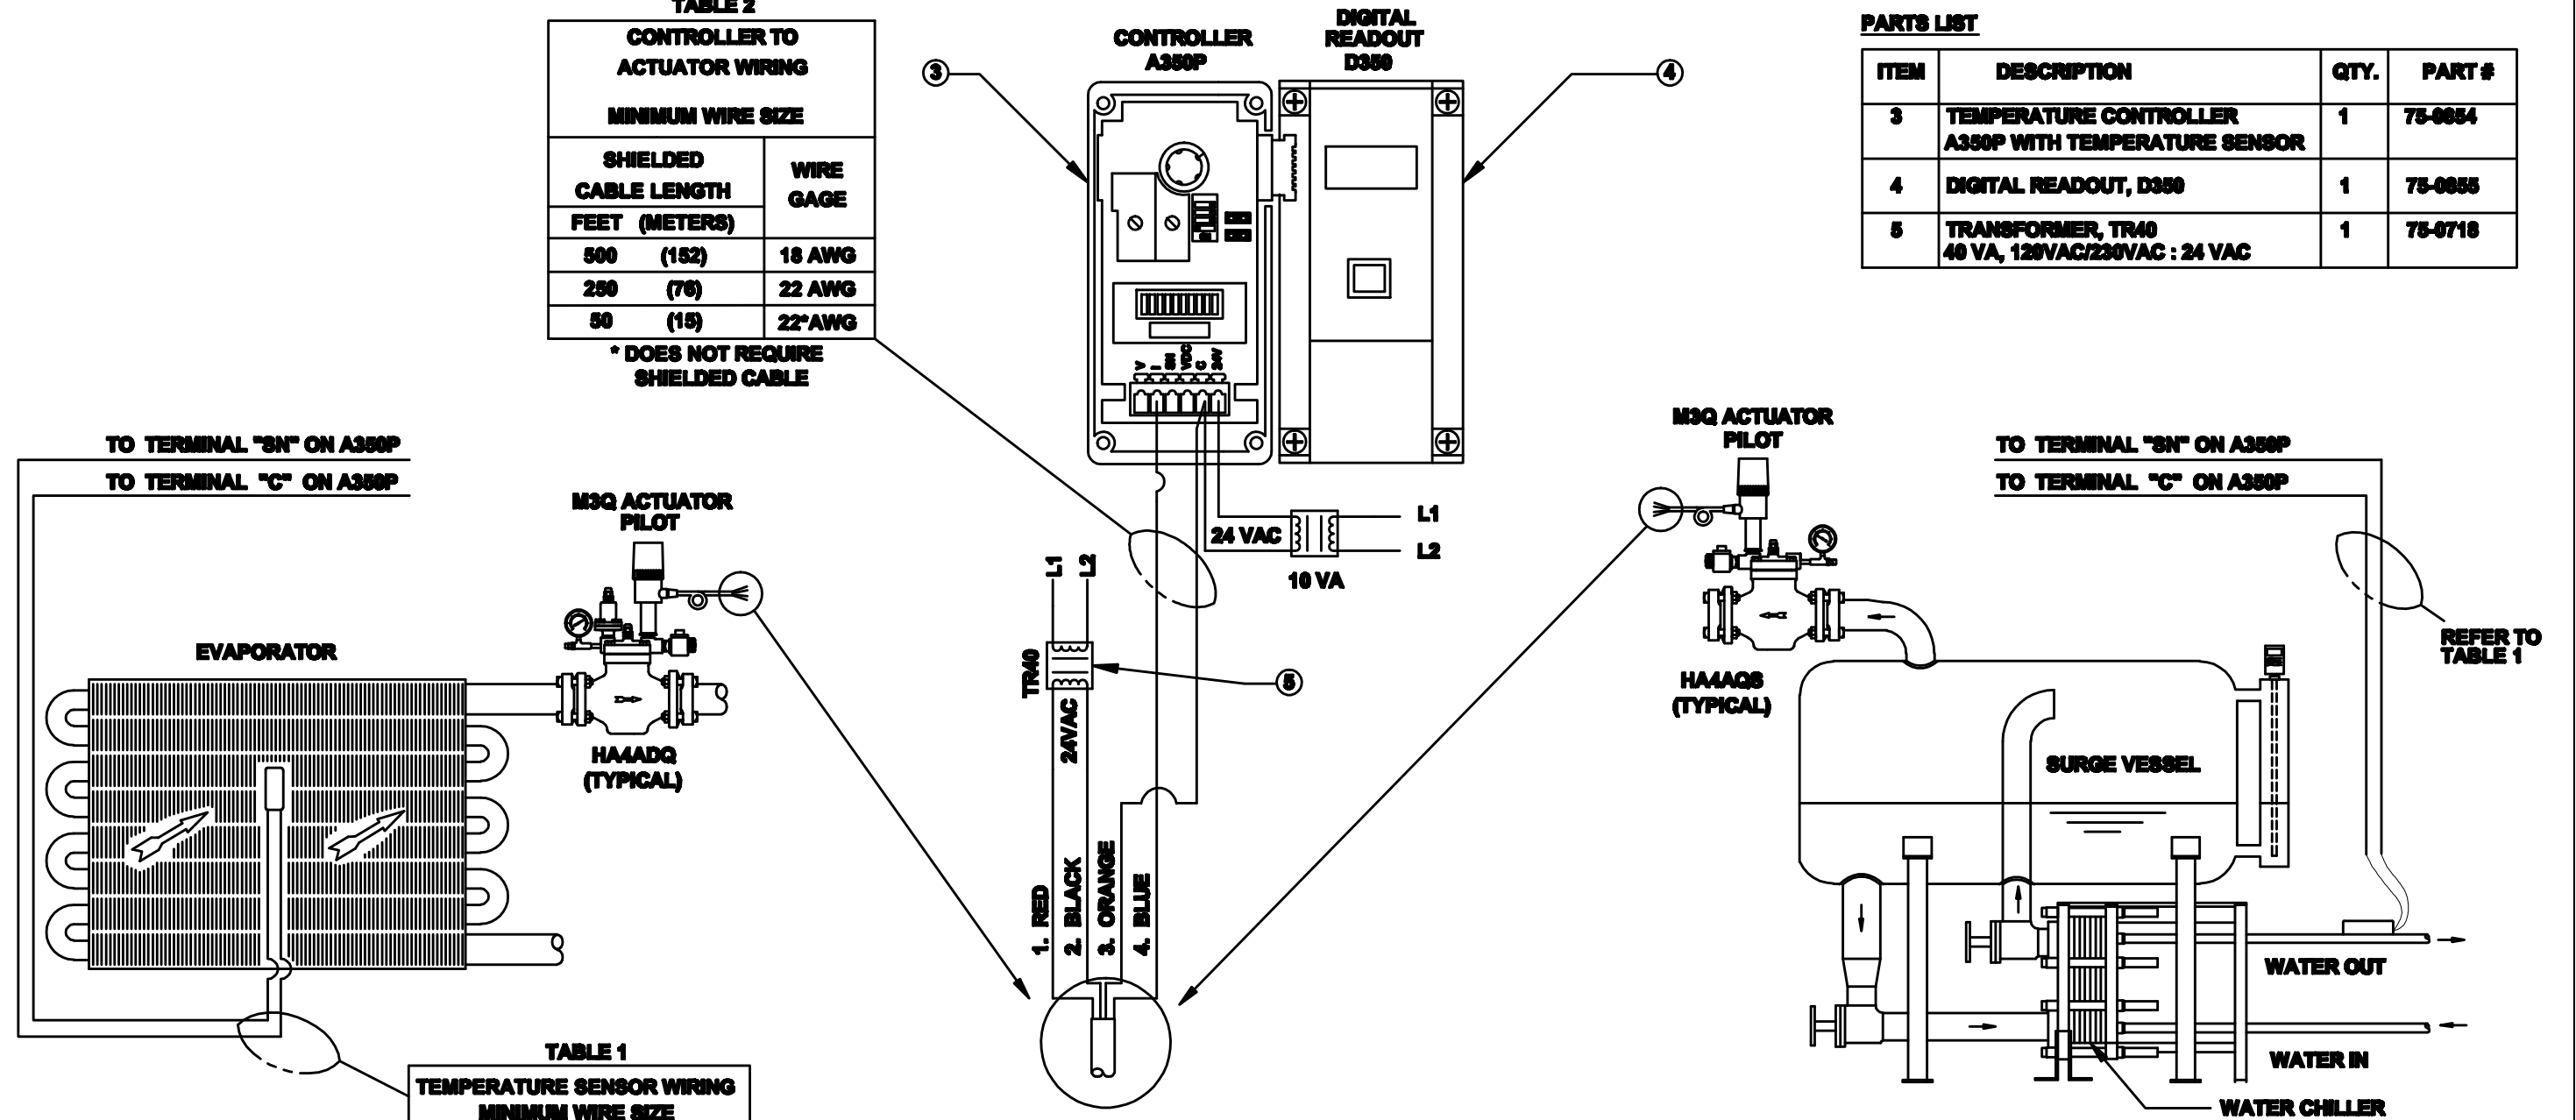 TABLE 2
CONTROLLER TO
ACTUATOR WIRING
MINIMUM WIRE SIZE
SHIELDED
CABLE LENGTH
WIRE
GAGE
FEET (METERS)
500 (152) 18 AWG
250 (76) 22 AWG
50 (15) 22*AWG
* DOES NOT REQUIRE
SHIELDED CABLE
CONTROLLER
A350P
DIGITAL
READOUT
D350
3
4
V
I
SN
VDC
C
24V
PARTS LIST
ITEM DESCRIPTION QTY. PART #
3 TEMPERATURE CONTROLLER 1 75-0654
A350P WITH TEMPERATURE SENSOR
4 DIGITAL READOUT, D350 1 75-0655
5 TRANSFORMER, TR40 1 75-0718
40 VA, 120VAC/230VAC : 24 VAC
TO TERMINAL "SN" ON A350P
TO TERMINAL "C" ON A350P
M3Q ACTUATOR
PILOT
EVAPORATOR
HA4ADQ
(TYPICAL)
24 VAC
L1
L2
10 VA
L1
L2
TR40
5
24VAC
1. RED
2. BLACK
3. ORANGE
4. BLUE
M3Q ACTUATOR
PILOT
TO TERMINAL "SN" ON A350P
TO TERMINAL "C" ON A350P
REFER TO
TABLE 1
HA4AQS
(TYPICAL)
SURGE VESSEL
WATER OUT
WATER IN
WATER CHILLER
TABLE 1
TEMPERATURE SENSOR WIRING
MINIMUM WIRE SIZE